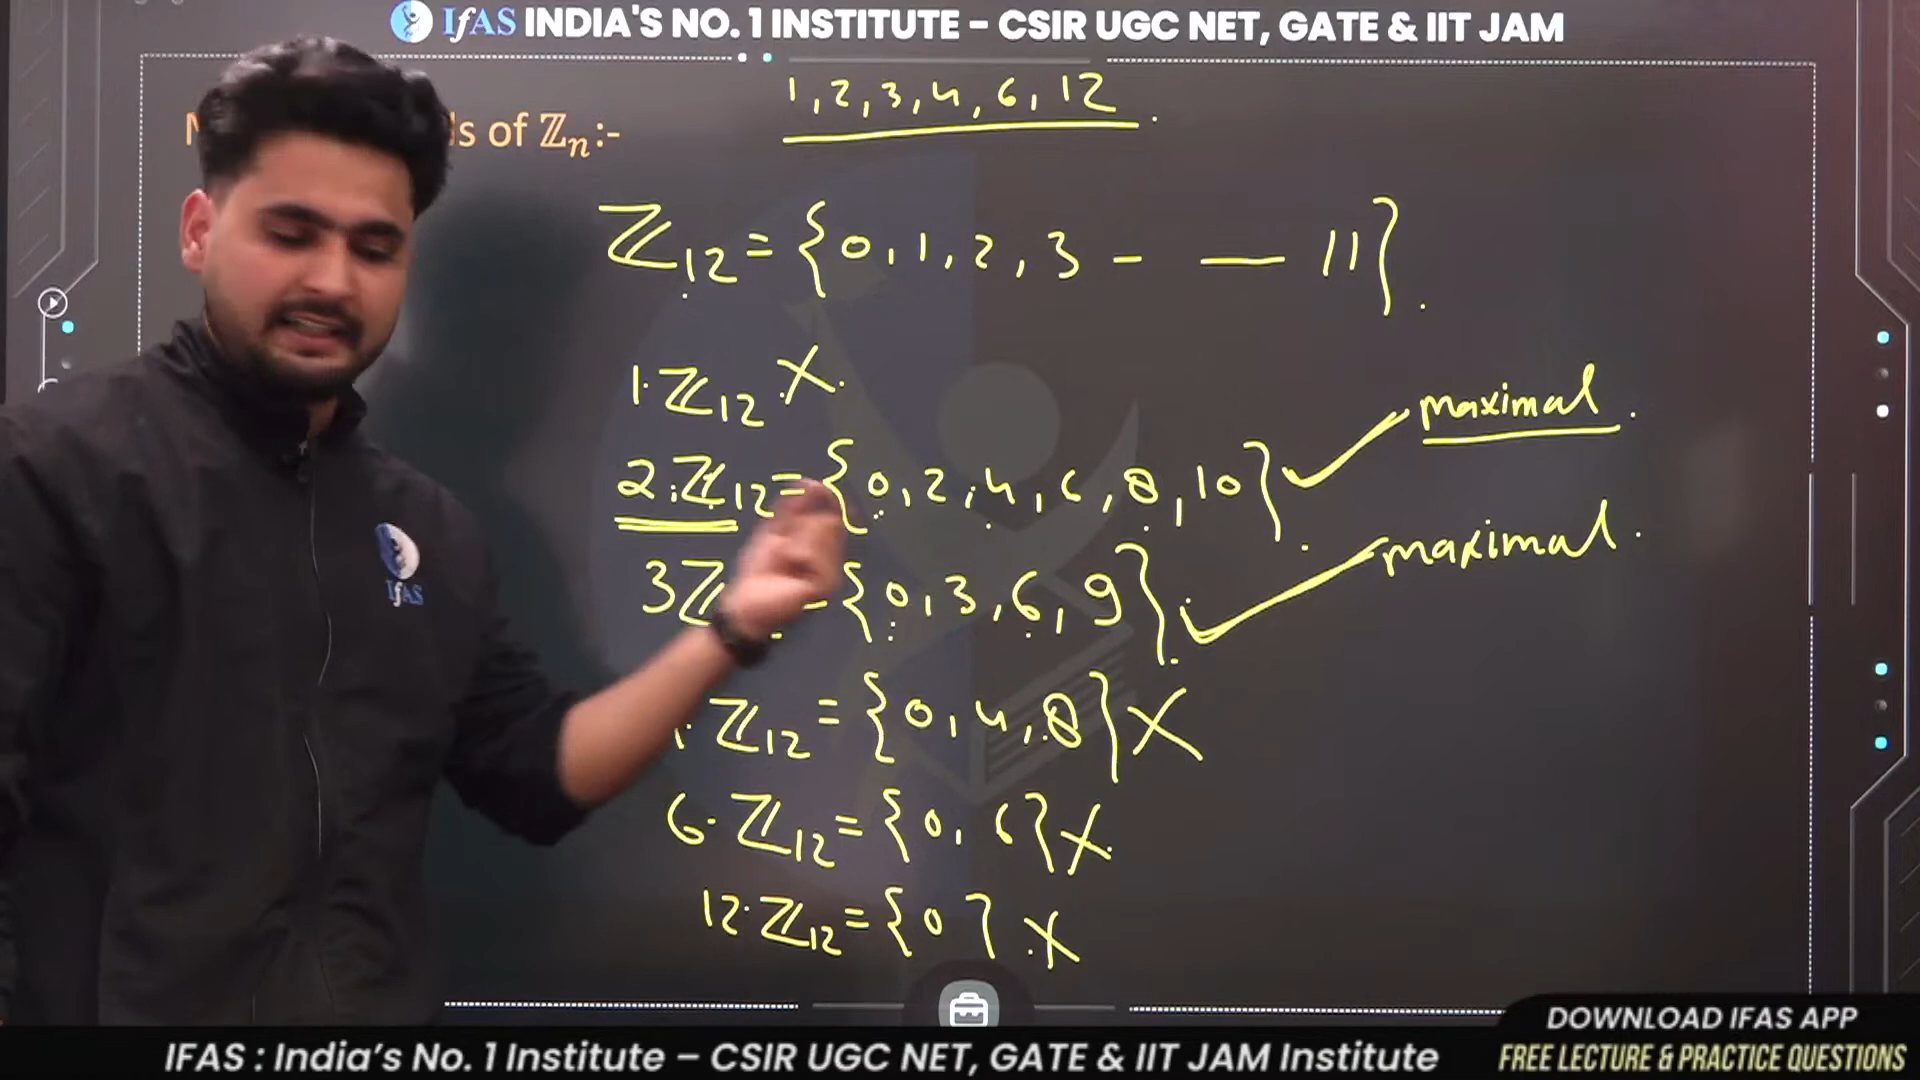 IfAS INDIA'S NO. 1 INSTITUTE - CSIR UGC NET, GATE & IIT JAM
1, 2, 3, 4, 6, 12
ls of ℤn:-
ℤ12 = {0, 1, 2, 3 - — 11}
1·ℤ12 X
2·ℤ12 = {0, 2, 4, 6, 8, 10} ✓ maximal
3ℤ = {0, 3, 6, 9} ✓ maximal
·ℤ12 = {0, 4, 8} X
6·ℤ12 = {0, 6} X
12·ℤ12 = {0} X
IfAS
DOWNLOAD IFAS APP
IFAS : India's No. 1 Institute – CSIR UGC NET, GATE & IIT JAM Institute
FREE LECTURE & PRACTICE QUESTIONS